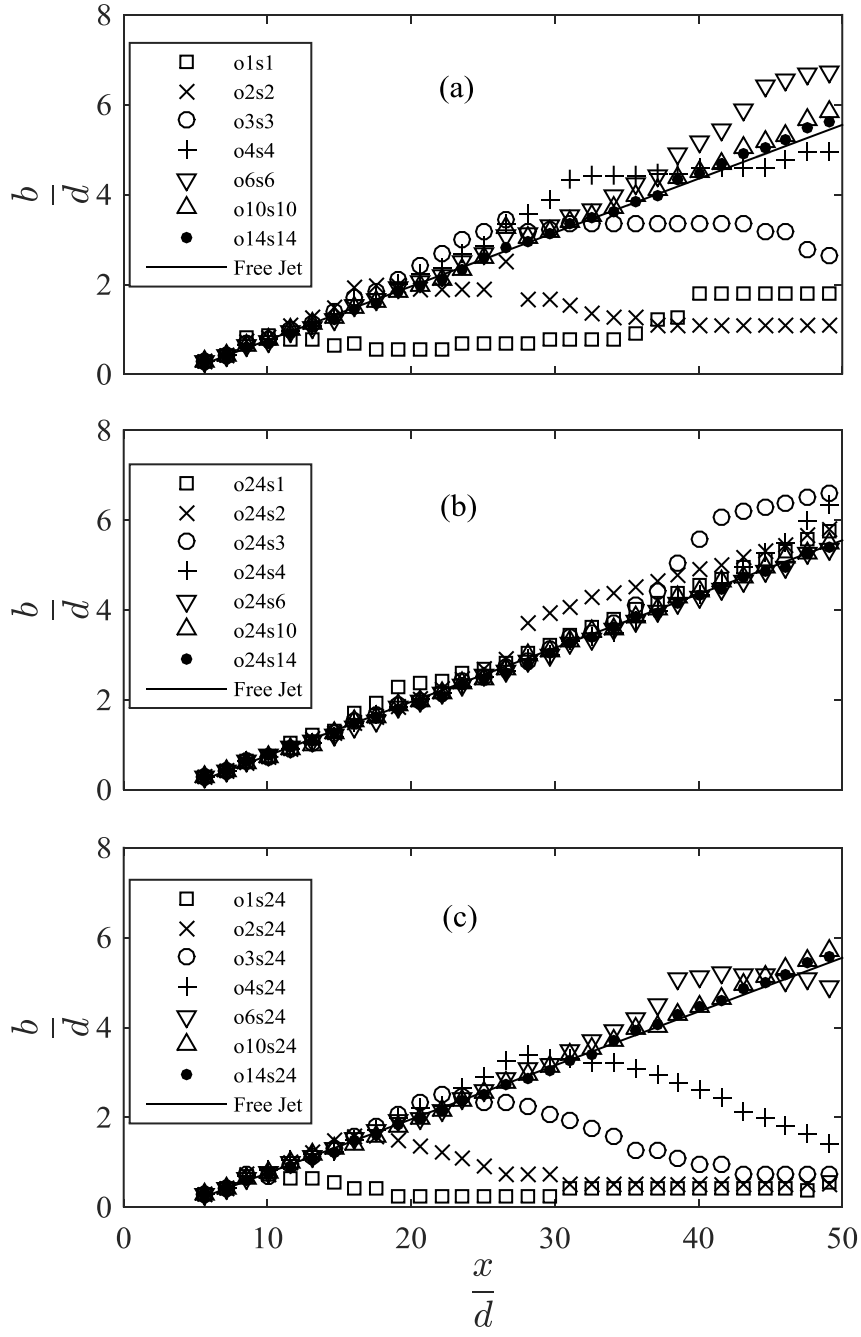 8
6
4
2
0
b
d
(a)
o1s1
o2s2
o3s3
o4s4
o6s6
o10s10
o14s14
Free Jet
8
6
4
2
0
b
d
(b)
o24s1
o24s2
o24s3
o24s4
o24s6
o24s10
o24s14
Free Jet
8
6
4
2
0
b
d
(c)
o1s24
o2s24
o3s24
o4s24
o6s24
o10s24
o14s24
Free Jet
0 10 20 30 40 50
x
d